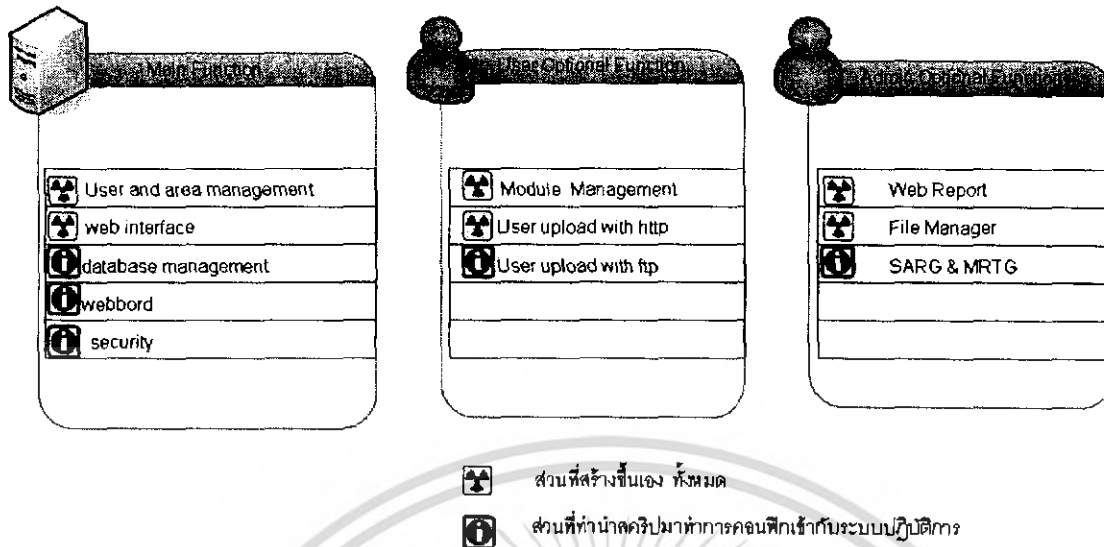 Main Function
User and area management
web interface
database management
webbord
security
User Optional Function
Module Management
User upload with http
User upload with ftp
Admin Optional Function
Web Report
File Manager
SARG & MRTG
ส่วนที่สร้างขึ้นเอง ทั้งหมด
ส่วนที่ทำนำสคริปมาทำการคอนฟิกเข้ากับระบบปฏิบัติการ